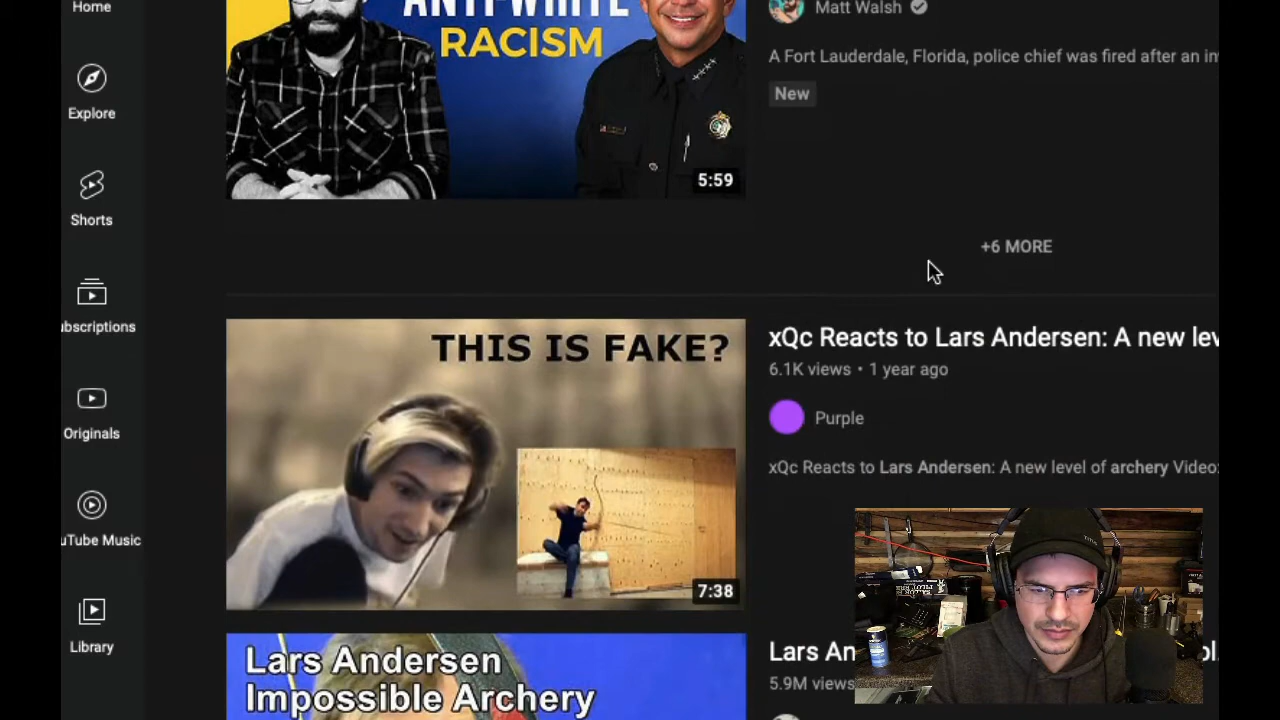 Home
ANTI-WHITE
RACISM
5:59
Matt Walsh
A Fort Lauderdale, Florida, police chief was fired after an in
New
+6 MORE
Explore
Shorts
ubscriptions
Originals
uTube Music
Library
THIS IS FAKE?
7:38
xQc Reacts to Lars Andersen: A new lev
6.1K views • 1 year ago
Purple
xQc Reacts to Lars Andersen: A new level of archery Video:
Lars Andersen
Impossible Archery
Lars An
5.9M views